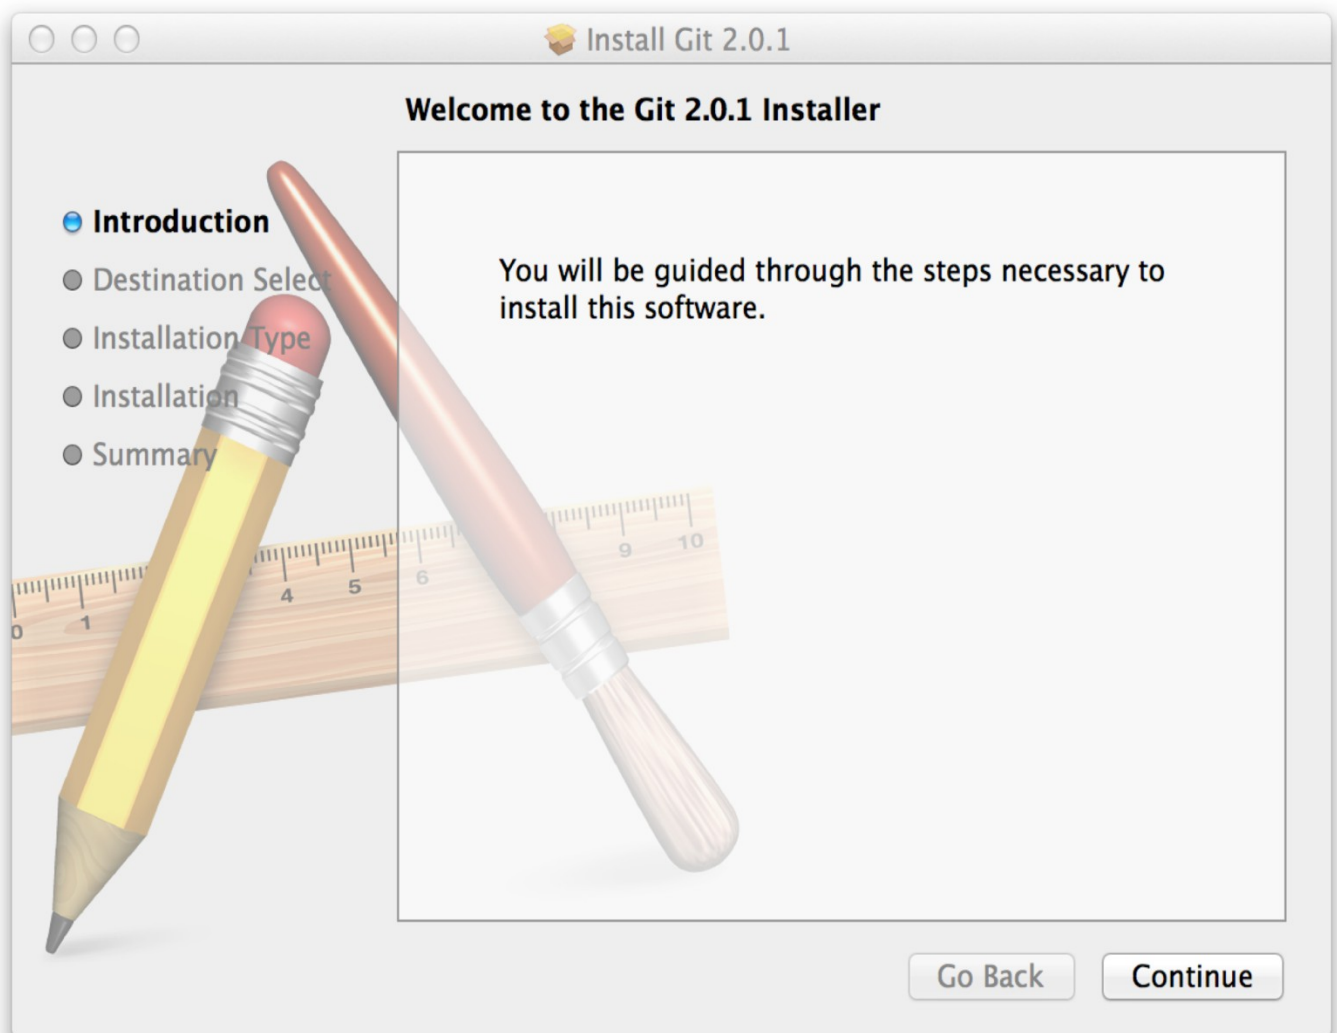 Install Git 2.0.1
Welcome to the Git 2.0.1 Installer
Introduction
Destination Select
Installation Type
Installation
Summary
You will be guided through the steps necessary to
install this software.
0 1 4 5 6 9 10
Go Back
Continue